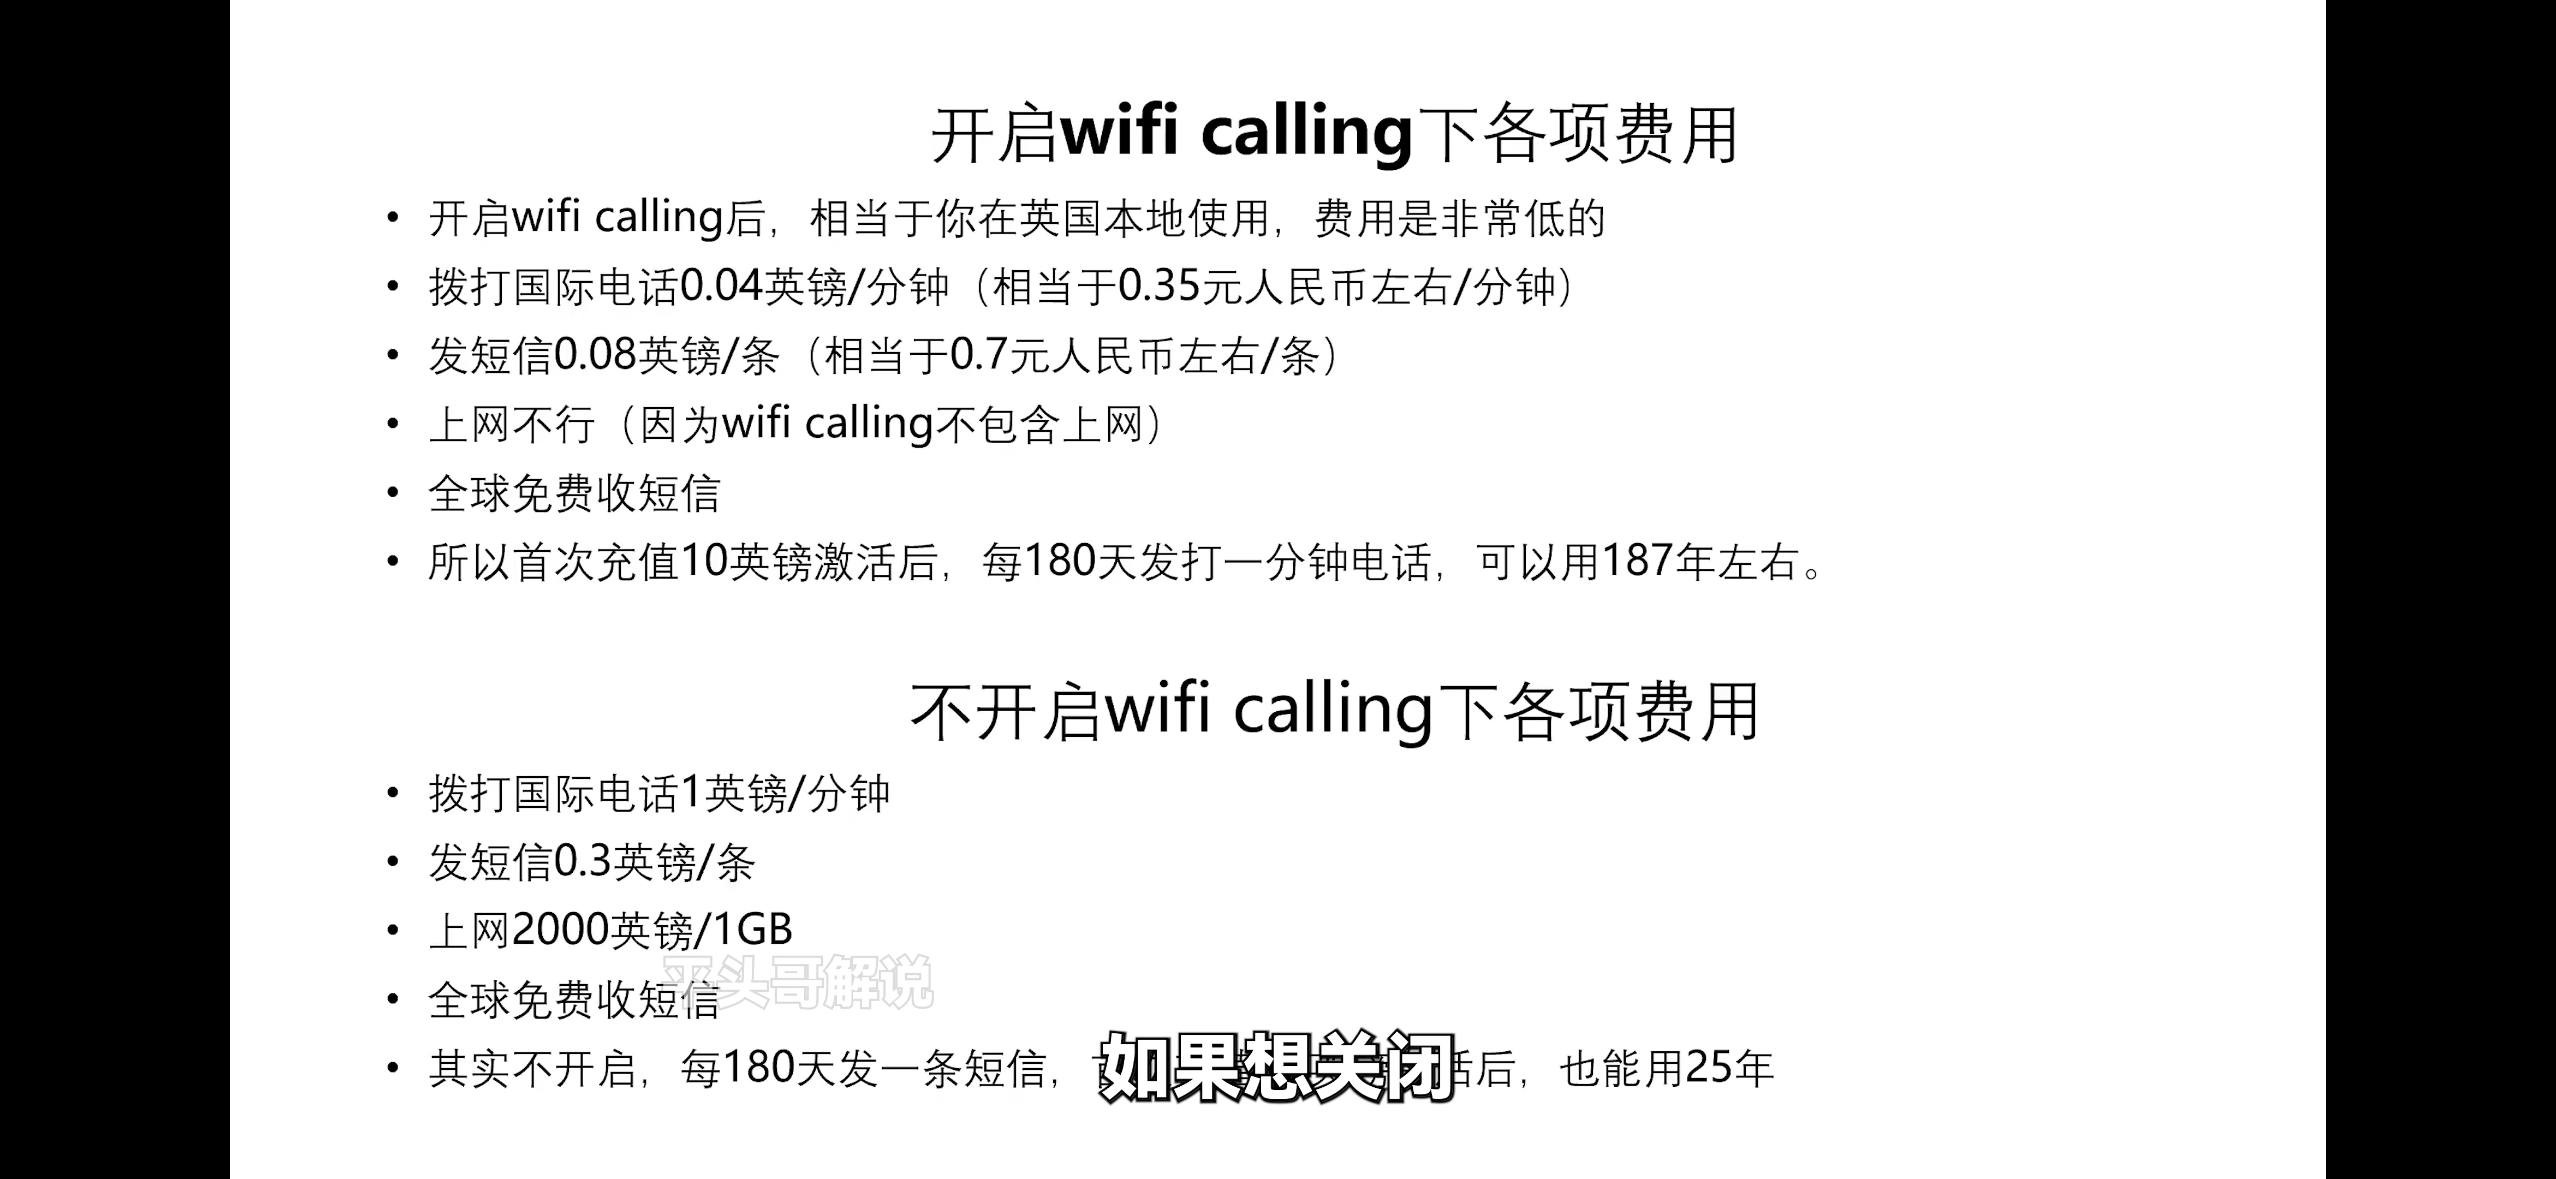 开启wifi calling下各项费用
• 开启wifi calling后，相当于你在英国本地使用，费用是非常低的
• 拨打国际电话0.04英镑/分钟（相当于0.35元人民币左右/分钟）
• 发短信0.08英镑/条（相当于0.7元人民币左右/条）
• 上网不行（因为wifi calling不包含上网）
• 全球免费收短信
• 所以首次充值10英镑激活后，每180天发打一分钟电话，可以用187年左右。
不开启wifi calling下各项费用
• 拨打国际电话1英镑/分钟
• 发短信0.3英镑/条
• 上网2000英镑/1GB
平头哥解说
• 全球免费收短信
• 其实不开启，每180天发一条短信，活后，也能用25年
如果想关闭